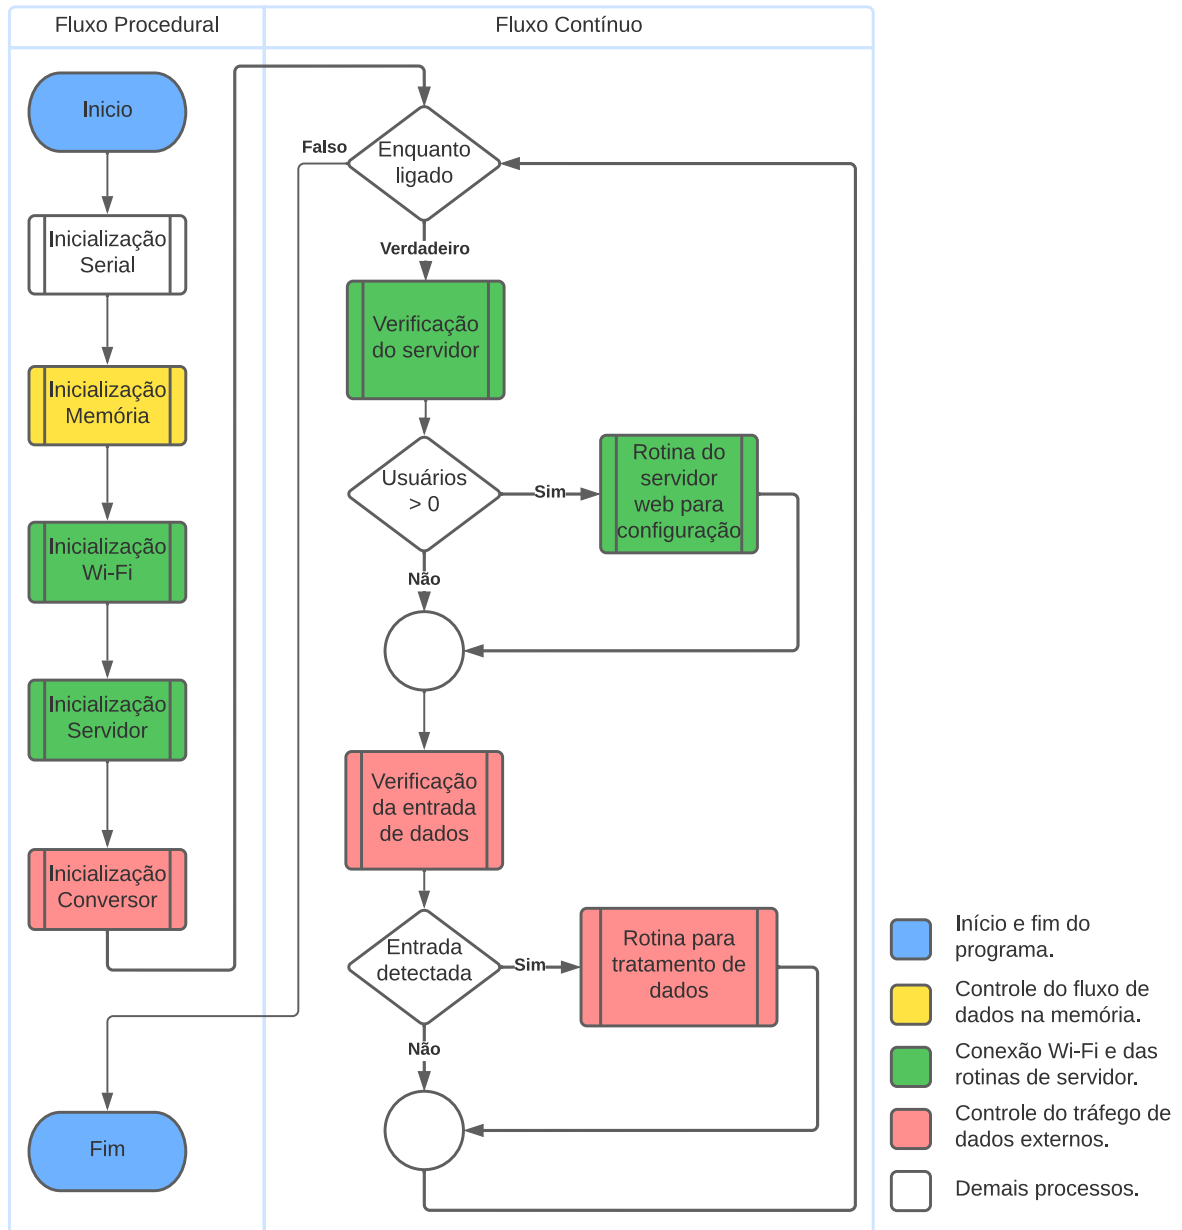 Fluxo Procedural
Fluxo Contínuo
Inicio
Inicialização
Serial
Inicialização
Memória
Inicialização
Wi-Fi
Inicialização
Servidor
Inicialização
Conversor
Fim
Enquanto
ligado
Falso
Verdadeiro
Verificação
do servidor
Usuários
> 0
Sim
Rotina do
servidor
web para
configuração
Não
Verificação
da entrada
de dados
Entrada
detectada
Sim
Rotina para
tratamento de
dados
Não
Início e fim do
programa.
Controle do fluxo de
dados na memória.
Conexão Wi-Fi e das
rotinas de servidor.
Controle do tráfego de
dados externos.
Demais processos.